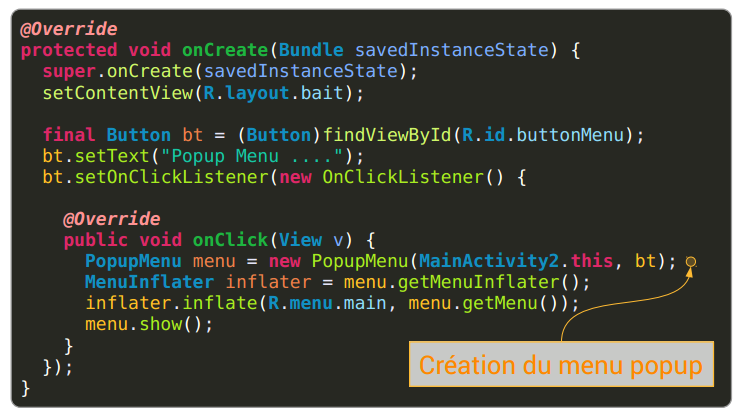 @Override
protected void onCreate(Bundle savedInstanceState) {
super.onCreate(savedInstanceState);
setContentView(R.layout.bait);
final Button bt = (Button)findViewById(R.id.buttonMenu);
bt.setText("Popup Menu ....");
bt.setOnClickListener(new OnClickListener() {
@Override
public void onClick(View v) {
PopupMenu menu = new PopupMenu(MainActivity2.this, bt);
MenuInflater inflater = menu.getMenuInflater();
inflater.inflate(R.menu.main, menu.getMenu());
menu.show();
}
});
}
Création du menu popup